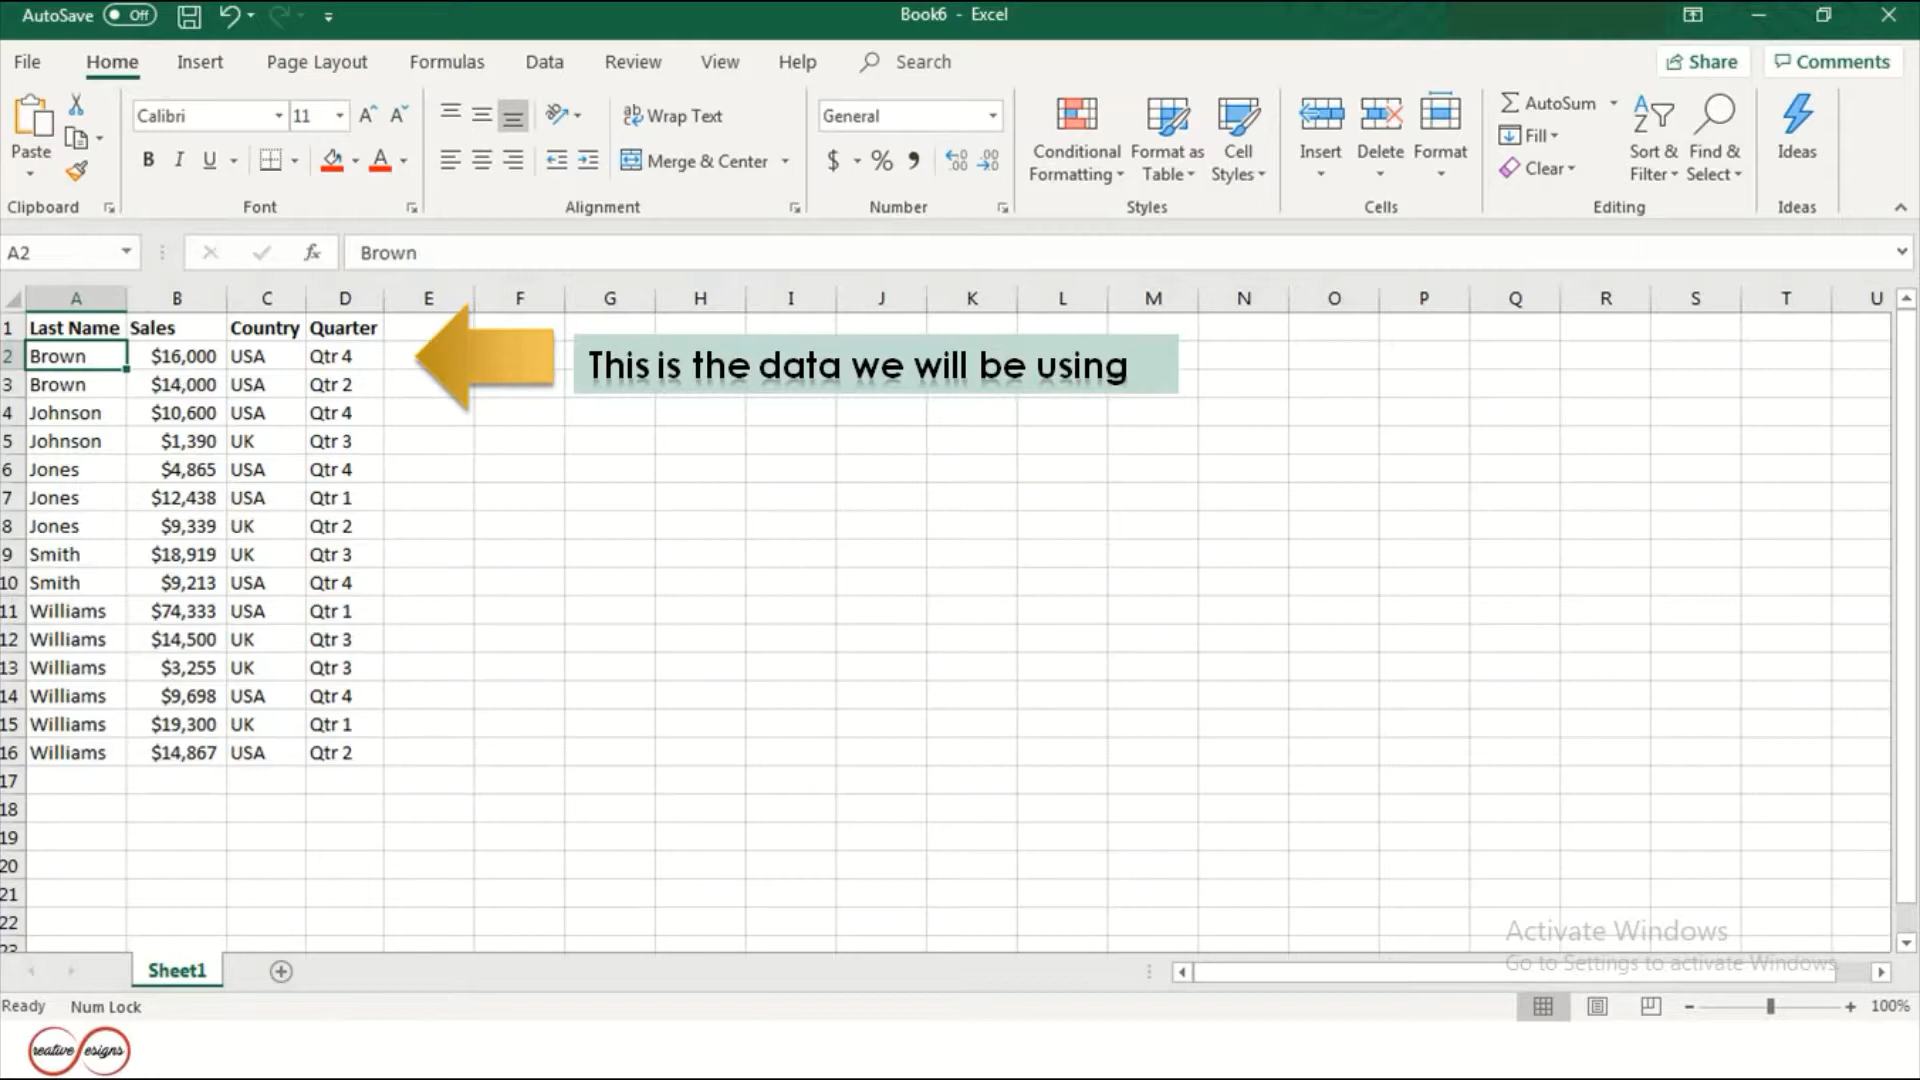 AutoSave Off Book6 - Excel
File Home Insert Page Layout Formulas Data Review View Help Search Share Comments
Calibri 11 A A Wrap Text General AutoSum
Paste B I U A Merge & Center $ % Conditional Formatting Format as Table Cell Styles Insert Delete Format Fill Clear Sort & Filter Find & Select Ideas
Clipboard Font Alignment Number Styles Cells Editing Ideas
A2 fx Brown
A B C D E F G H I J K L M N O P Q R S T U
1 Last Name Sales Country Quarter
2 Brown $16,000 USA Qtr 4
This is the data we will be using
3 Brown $14,000 USA Qtr 2
4 Johnson $10,600 USA Qtr 4
5 Johnson $1,390 UK Qtr 3
6 Jones $4,865 USA Qtr 4
7 Jones $12,438 USA Qtr 1
8 Jones $9,339 UK Qtr 2
9 Smith $18,919 UK Qtr 3
10 Smith $9,213 USA Qtr 4
11 Williams $74,333 USA Qtr 1
12 Williams $14,500 UK Qtr 3
13 Williams $3,255 UK Qtr 3
14 Williams $9,698 USA Qtr 4
15 Williams $19,300 UK Qtr 1
16 Williams $14,867 USA Qtr 2
17
18
19
20
21
22
23
Activate Windows
Go to Settings to activate Windows.
Sheet1
Ready Num Lock 100%
reative esigns